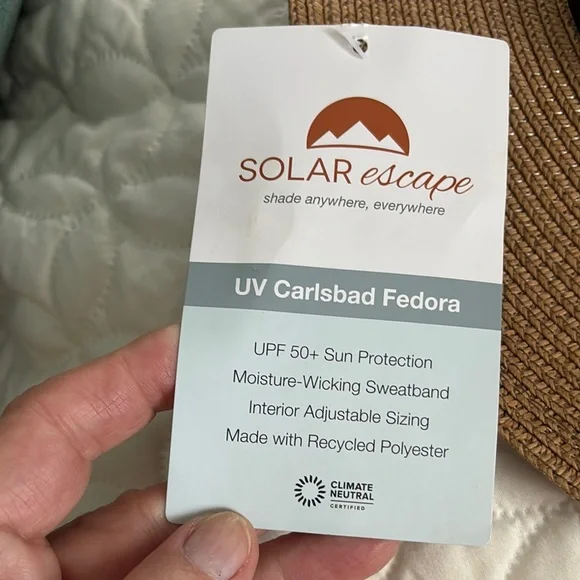 SOLAR escape
shade anywhere, everywhere
UV Carlsbad Fedora
UPF 50+ Sun Protection
Moisture-Wicking Sweatband
Interior Adjustable Sizing
Made with Recycled Polyester
CLIMATE
NEUTRAL
CERTIFIED